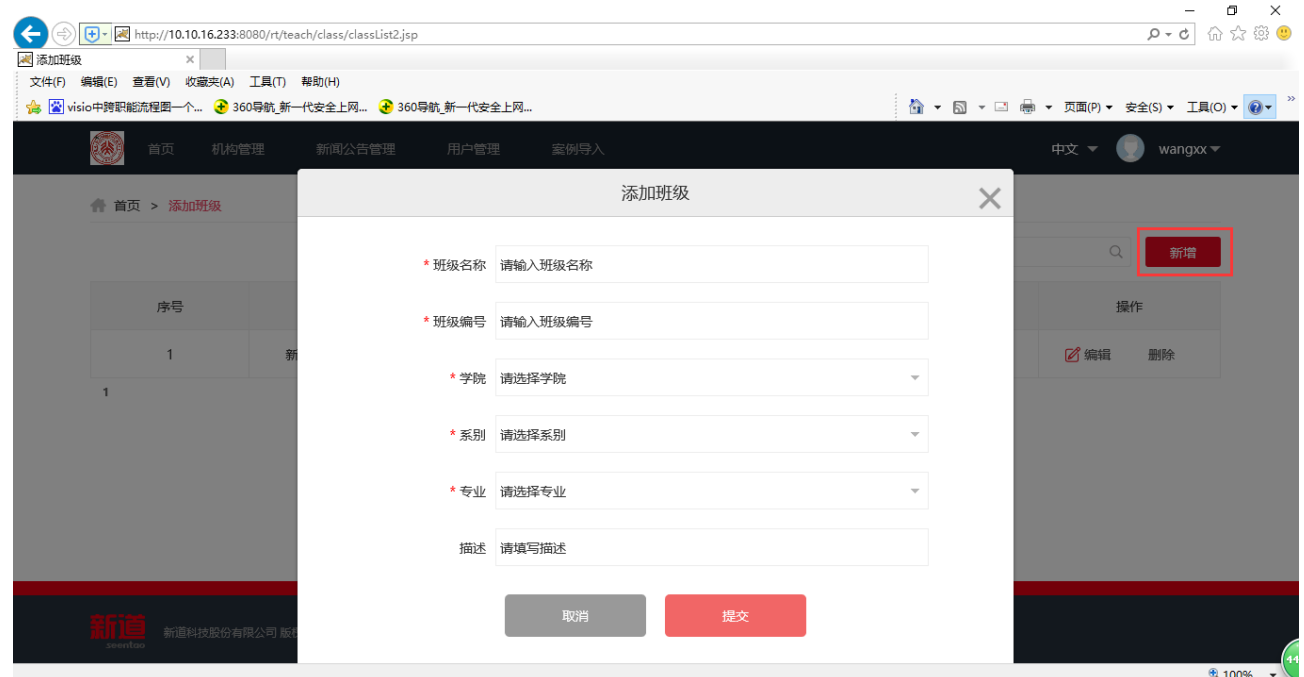 http://10.10.16.233:8080/rt/teach/class/classList2.jsp
添加班级
文件(F) 编辑(E) 查看(V) 收藏夹(A) 工具(T) 帮助(H)
visio中跨职能流程图一个... 360导航_新一代安全上网... 360导航_新一代安全上网... 页面(P) 安全(S) 工具(O)
首页 机构管理 新闻公告管理 用户管理 案例导入 中文 wangxx
添加班级
首页 > 添加班级
* 班级名称 请输入班级名称
新增
序号 操作
* 班级编号 请输入班级编号
1 新 编辑 删除
* 学院 请选择学院
1
* 系别 请选择系别
* 专业 请选择专业
描述 请填写描述
取消 提交
新道 seentao
新道科技股份有限公司 版
44
100%